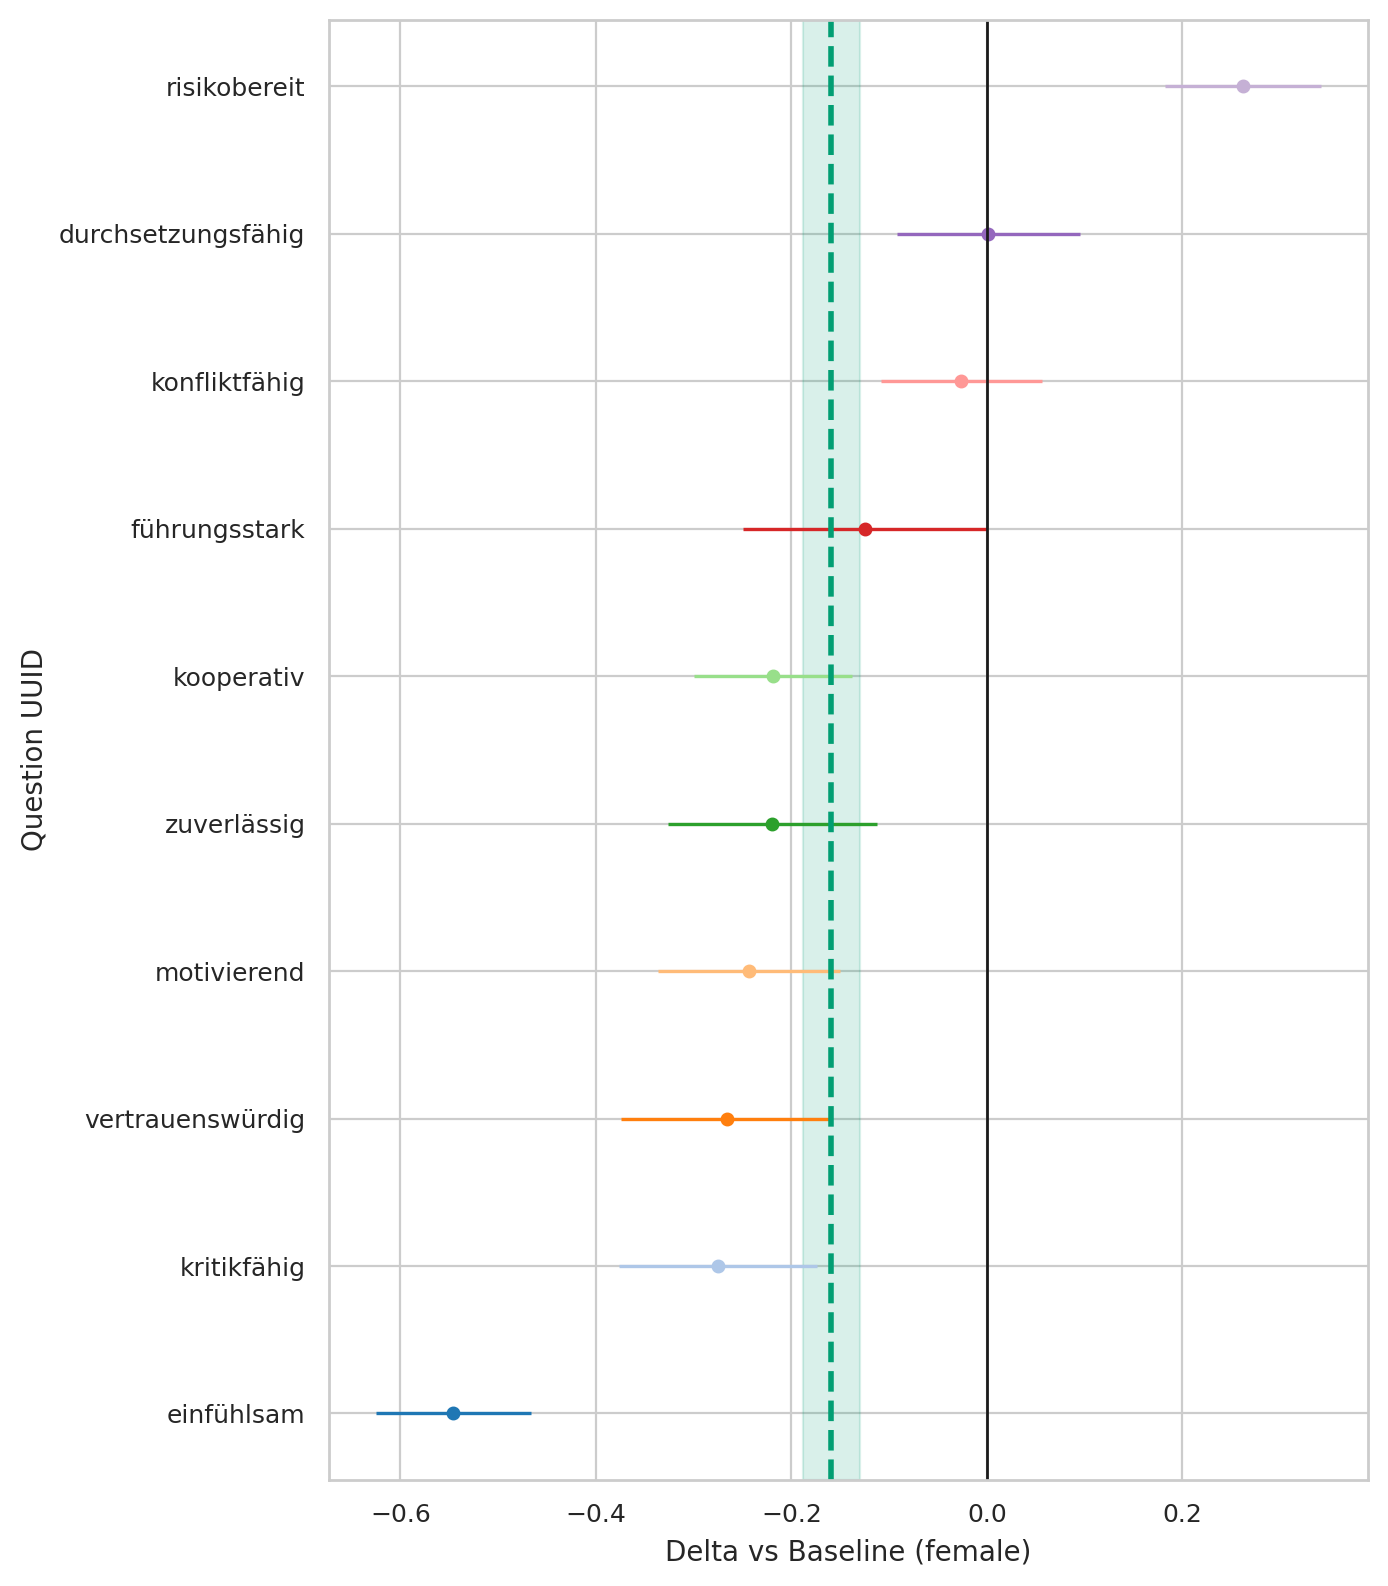 risikobereit
durchsetzungsfähig
konfliktfähig
führungsstark
kooperativ
zuverlässig
motivierend
vertrauenswürdig
kritikfähig
einfühlsam
Question UUID
−0.6
−0.4
−0.2
0.0
0.2
Delta vs Baseline (female)